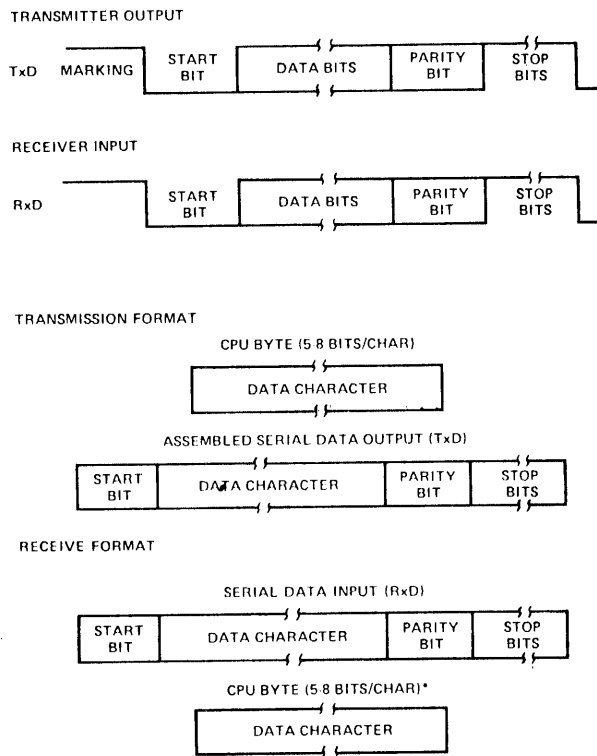 TRANSMITTER OUTPUT
TxD MARKING START BIT DATA BITS PARITY BIT STOP BITS
RECEIVER INPUT
RxD START BIT DATA BITS PARITY BIT STOP BITS
TRANSMISSION FORMAT
CPU BYTE (5-8 BITS/CHAR)
DATA CHARACTER
ASSEMBLED SERIAL DATA OUTPUT (TxD)
START BIT DATA CHARACTER PARITY BIT STOP BITS
RECEIVE FORMAT
SERIAL DATA INPUT (RxD)
START BIT DATA CHARACTER PARITY BIT STOP BITS
CPU BYTE (5-8 BITS/CHAR)*
DATA CHARACTER